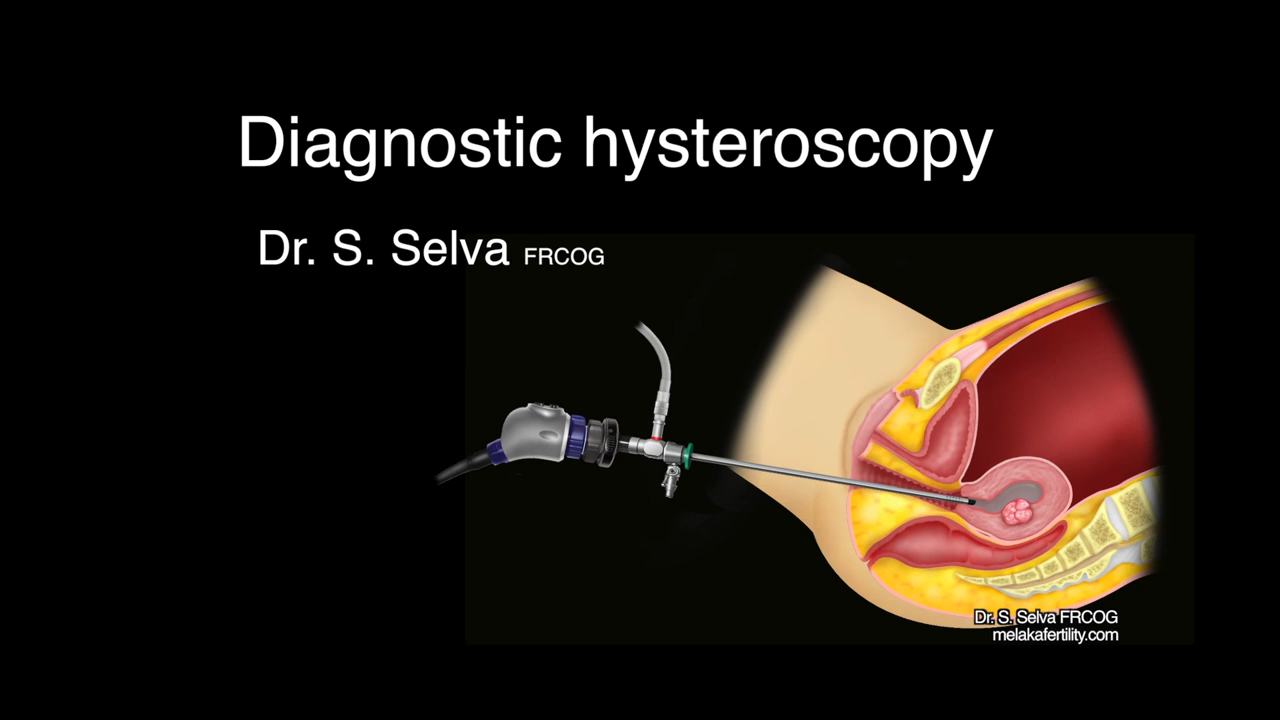 Diagnostic hysteroscopy
Dr. S. Selva FRCOG
Dr. S. Selva FRCOG
melakafertility.com